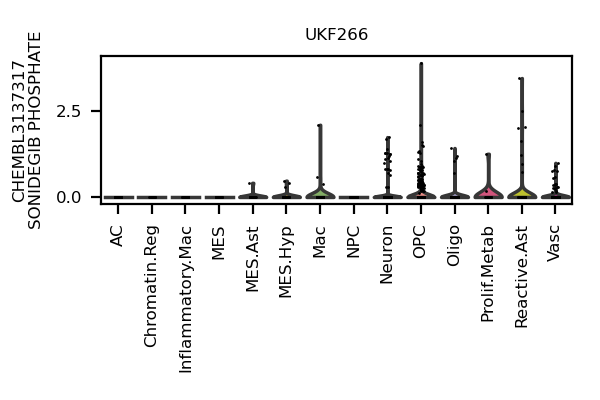 UKF266
CHEMBL3137317
SONIDEGIB PHOSPHATE
2.5
0.0
AC
Chromatin.Reg
Inflammatory.Mac
MES
MES.Ast
MES.Hyp
Mac
NPC
Neuron
OPC
Oligo
Prolif.Metab
Reactive.Ast
Vasc